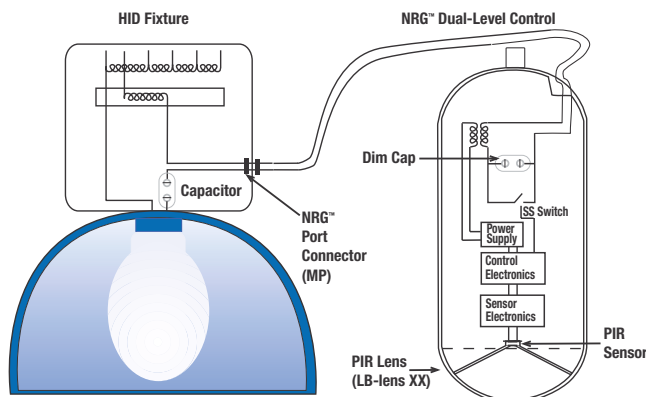 HID Fixture
NRG™ Dual-Level Control
Dim Cap
Capacitor
SS Switch
NRG™
Port
Connector
(MP)
Power
Supply
Control
Electronics
Sensor
Electronics
PIR
Sensor
PIR Lens
(LB-lens XX)